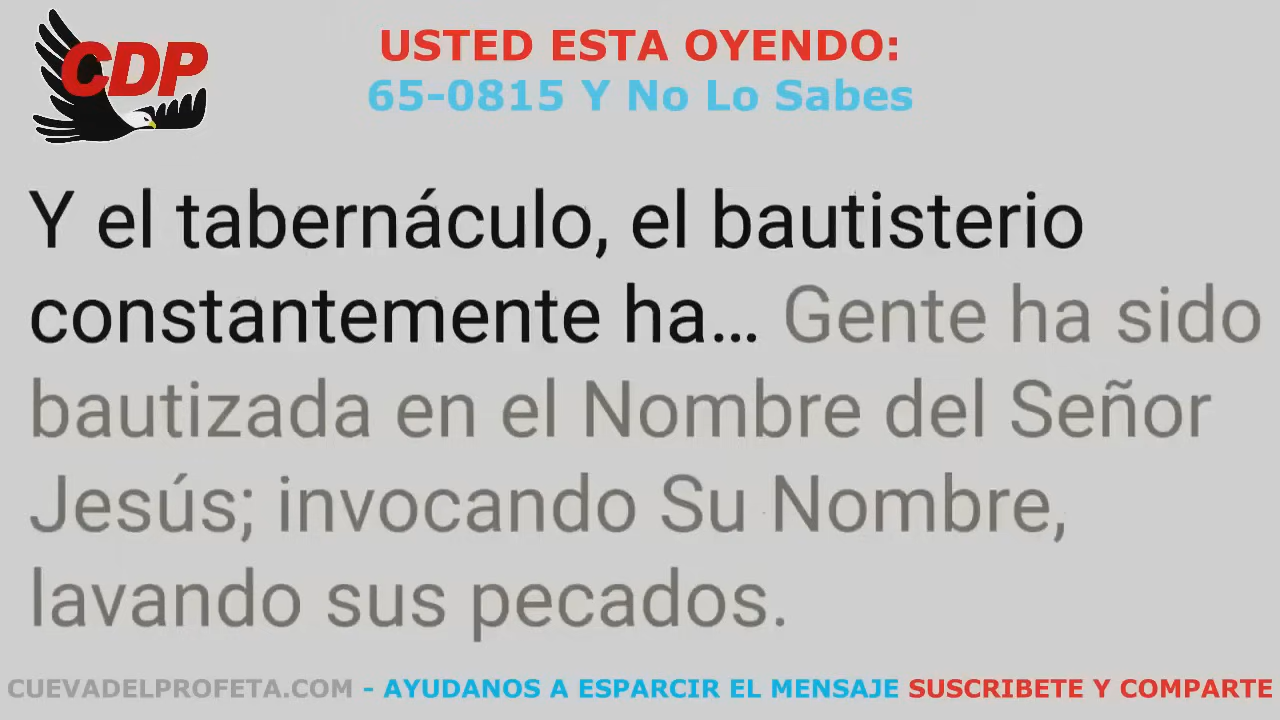 CDP
USTED ESTA OYENDO:
65-0815 Y No Lo Sabes
Y el tabernáculo, el bautisterio
constantemente ha... Gente ha sido
bautizada en el Nombre del Señor
Jesús; invocando Su Nombre,
lavando sus pecados.
CUEVADELPROFETA.COM - AYUDANOS A ESPARCIR EL MENSAJE SUSCRIBETE Y COMPARTE